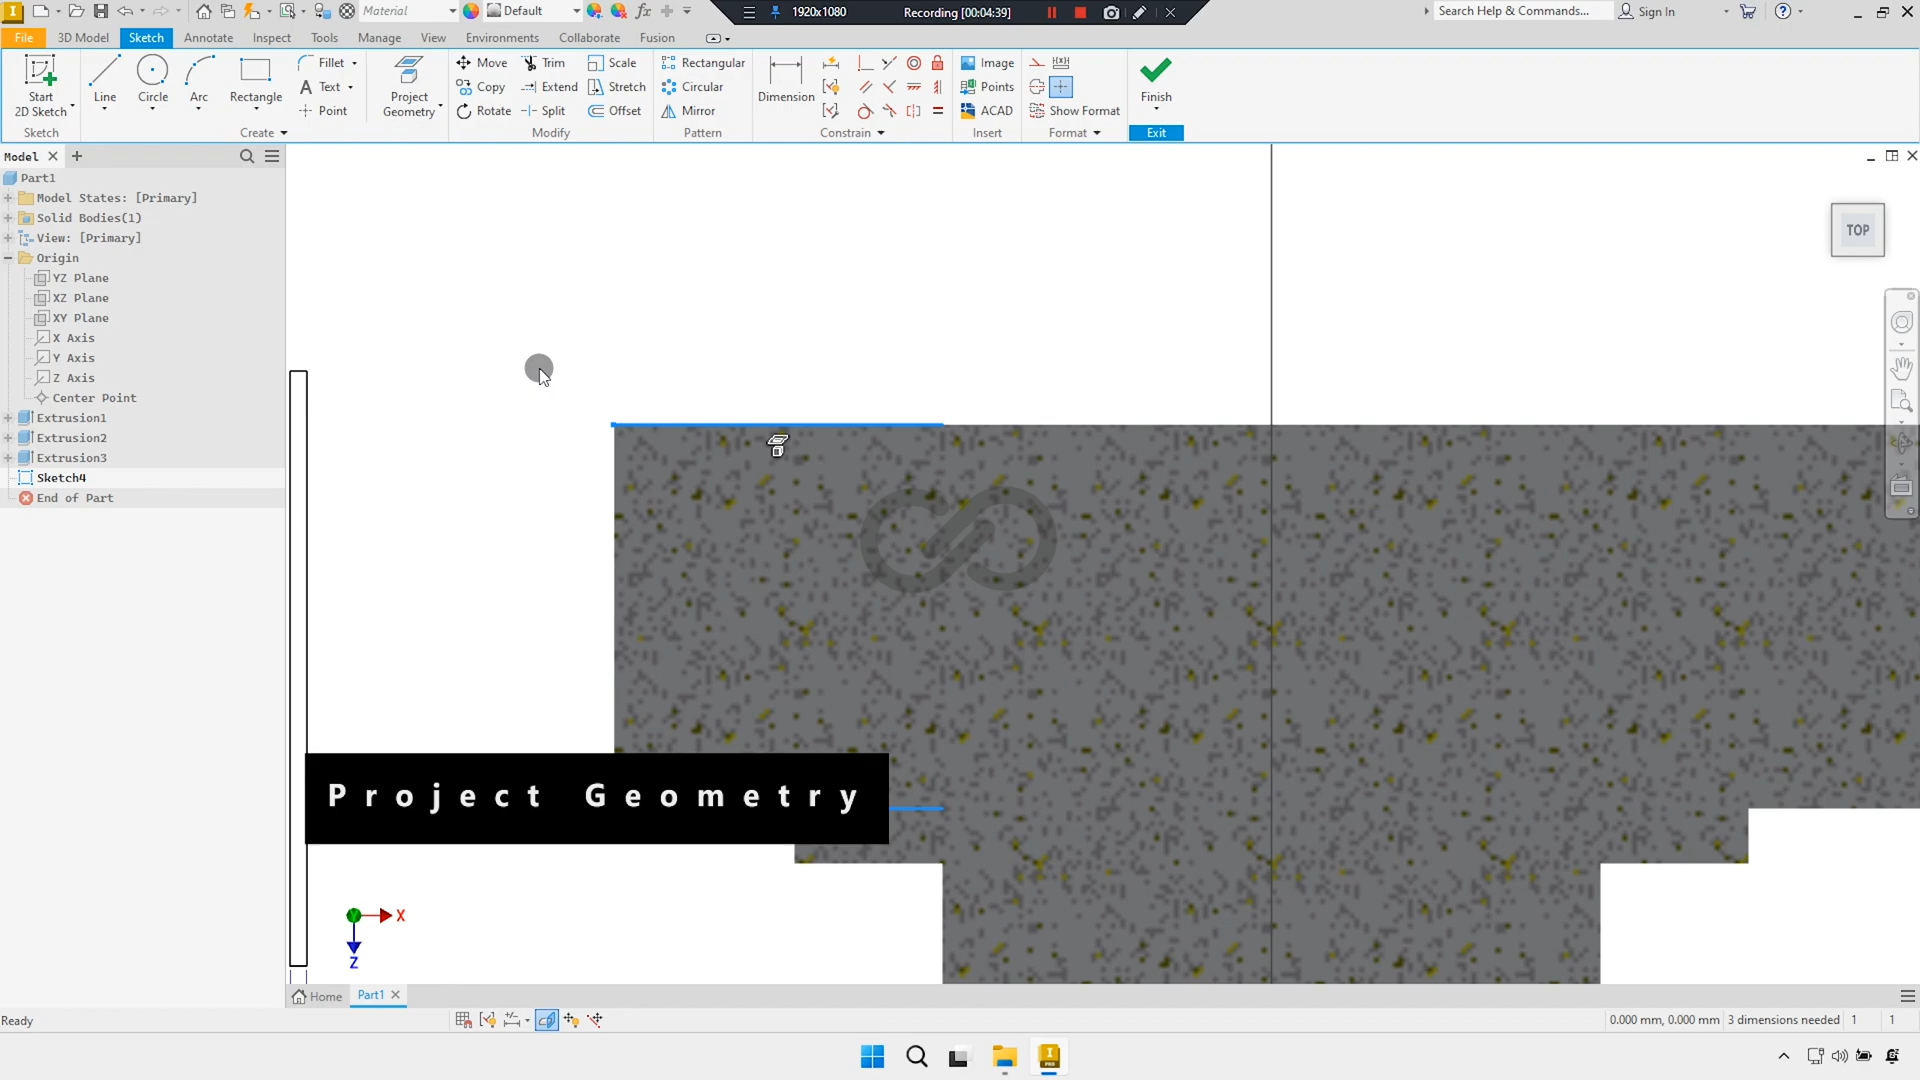 Material
Default
1920x1080
Recording [00:04:39]
Search Help & Commands...
Sign In
File
3D Model
Sketch
Annotate
Inspect
Tools
Manage
View
Environments
Collaborate
Fusion
Start
2D Sketch
Line
Circle
Arc
Rectangle
Fillet
Text
Point
Project
Geometry
Move
Copy
Rotate
Trim
Extend
Split
Scale
Stretch
Offset
Rectangular
Circular
Mirror
Dimension
Image
Points
ACAD
Show Format
Finish
Sketch
Create
Modify
Pattern
Constrain
Insert
Format
Exit
Model
Part1
Model States: [Primary]
Solid Bodies(1)
View: [Primary]
Origin
YZ Plane
XZ Plane
XY Plane
X Axis
Y Axis
Z Axis
Center Point
Extrusion1
Extrusion2
Extrusion3
Sketch4
End of Part
TOP
Project Geometry
X
Z
Home
Part1
Ready
0.000 mm, 0.000 mm
3 dimensions needed
1
1